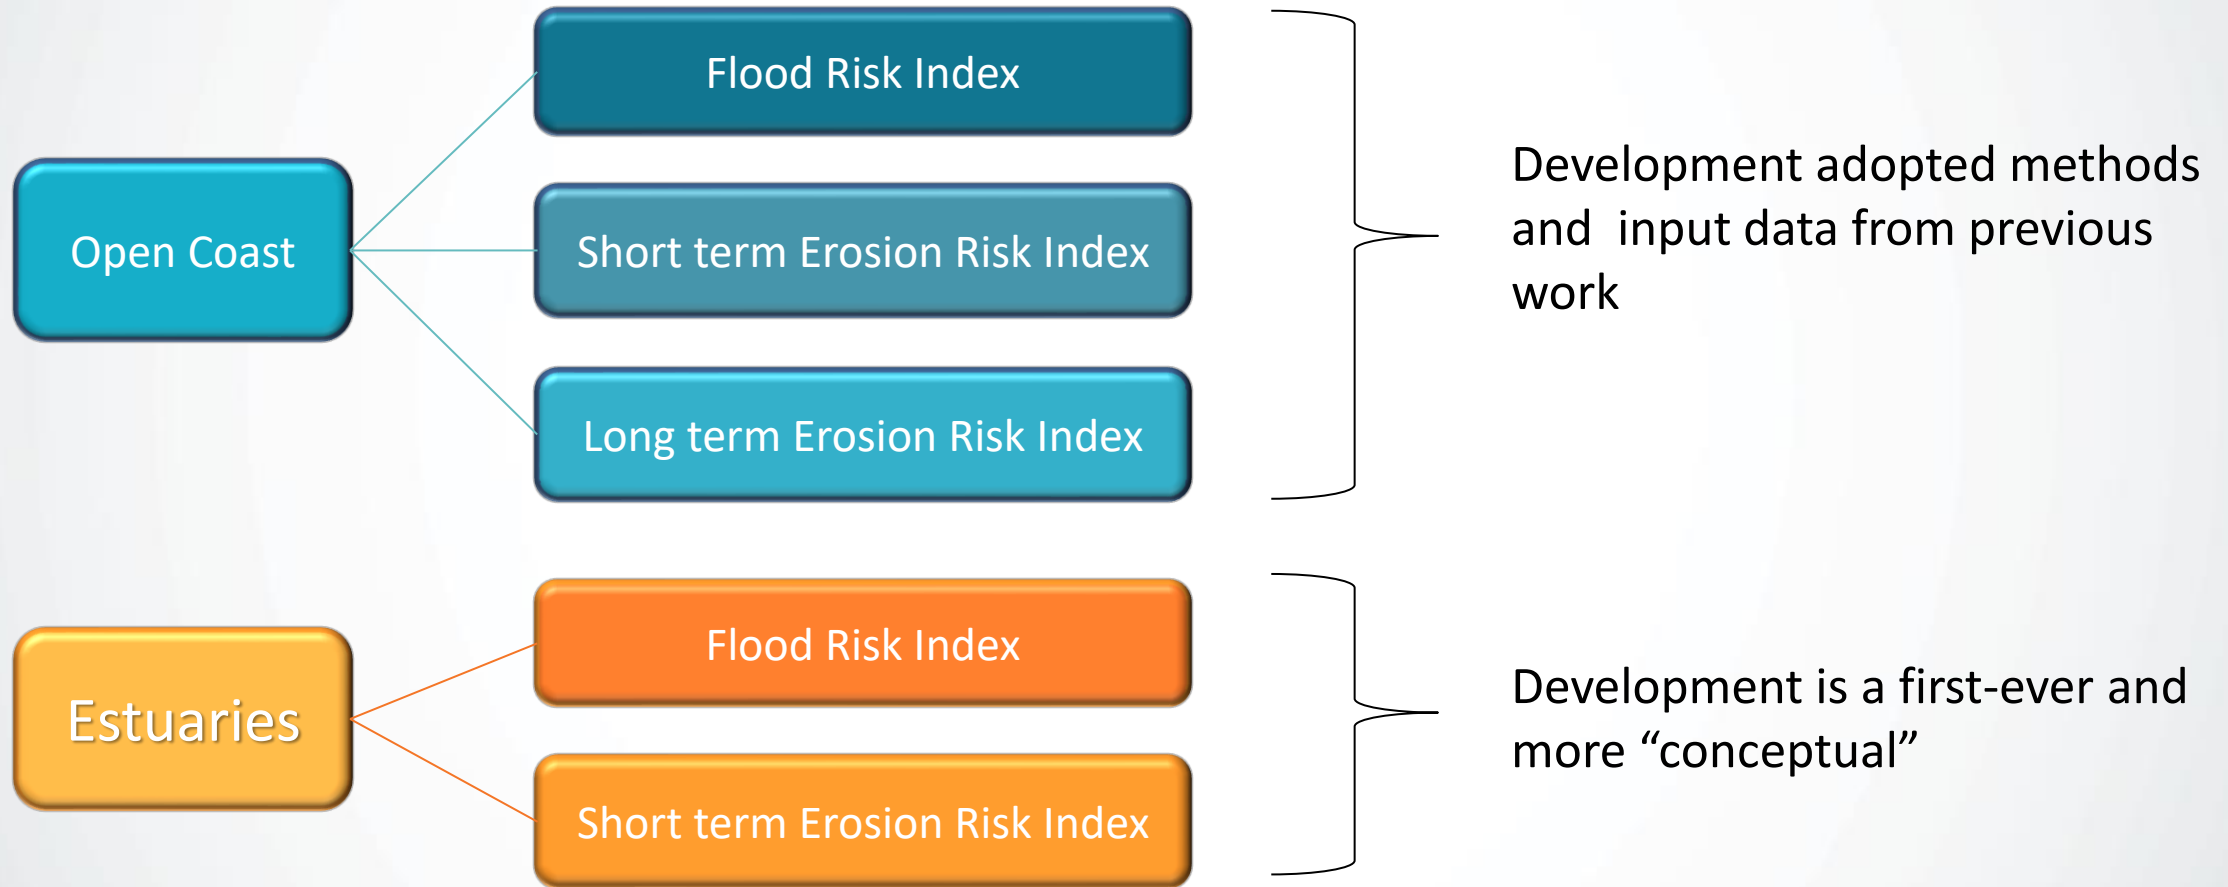 Open Coast
Flood Risk Index
Short term Erosion Risk Index
Long term Erosion Risk Index
Development adopted methods
and  input data from previous
work
Estuaries
Flood Risk Index
Short term Erosion Risk Index
Development is a first-ever and
more “conceptual”